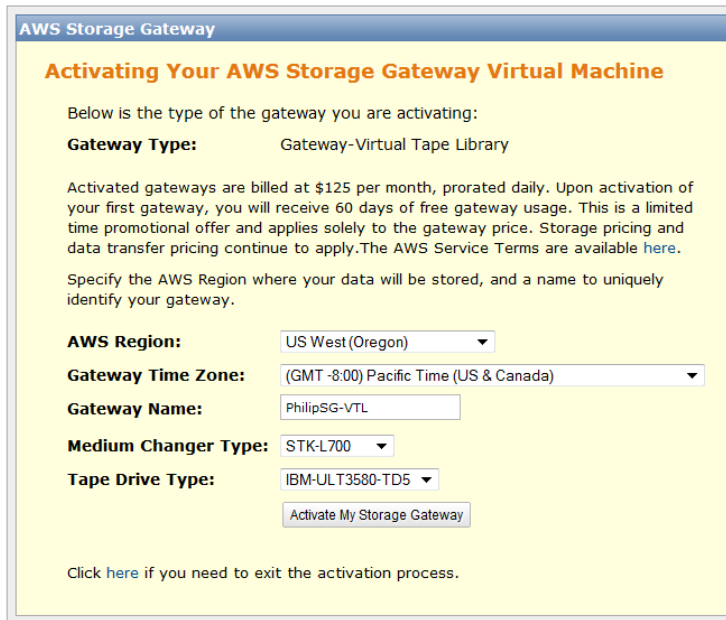 AWS Storage Gateway
Activating Your AWS Storage Gateway Virtual Machine
Below is the type of the gateway you are activating:
Gateway Type: Gateway-Virtual Tape Library
Activated gateways are billed at $125 per month, prorated daily. Upon activation of
your first gateway, you will receive 60 days of free gateway usage. This is a limited
time promotional offer and applies solely to the gateway price. Storage pricing and
data transfer pricing continue to apply.The AWS Service Terms are available here.
Specify the AWS Region where your data will be stored, and a name to uniquely
identify your gateway.
AWS Region: US West (Oregon)
Gateway Time Zone: (GMT -8:00) Pacific Time (US & Canada)
Gateway Name: PhilipSG-VTL
Medium Changer Type: STK-L700
Tape Drive Type: IBM-ULT3580-TD5
Activate My Storage Gateway
Click here if you need to exit the activation process.